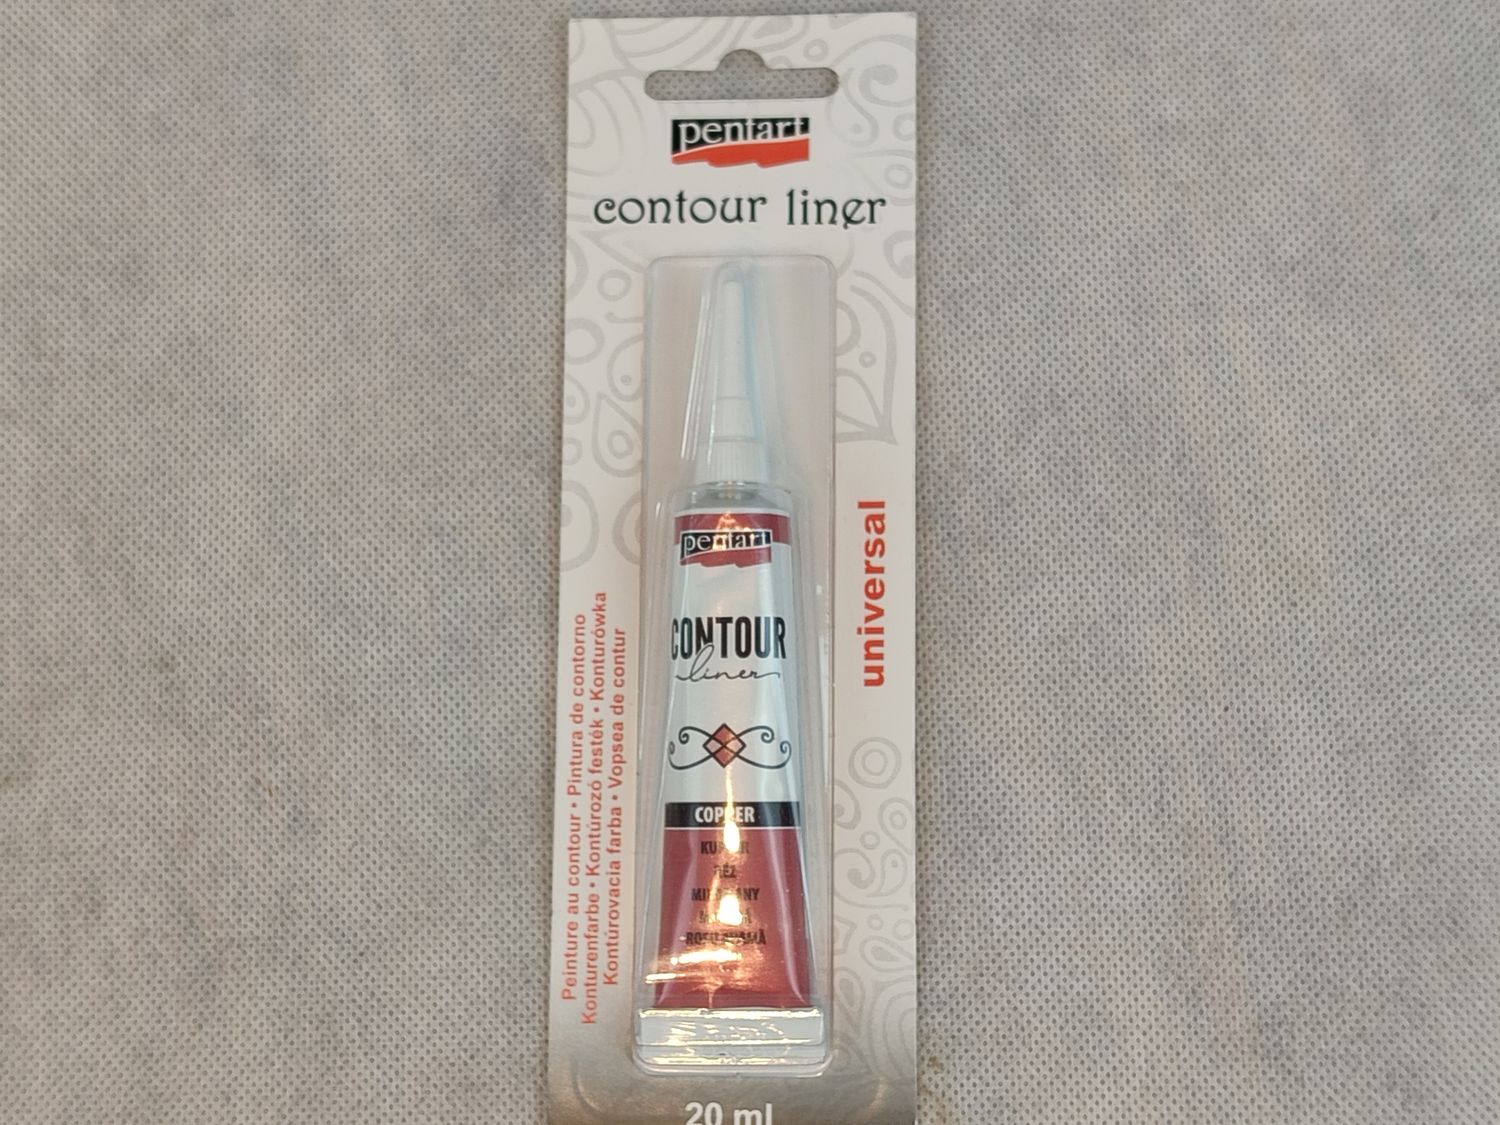 pentart
contour liner
pentart
CONTOUR
liner
COPPER
universal
Peinture au contour • Pintura de contorno
Konturenfarbe • Kontúrozó festék • Konturówka
Kontúrovacia farba • Vopsea de contur
20 ml